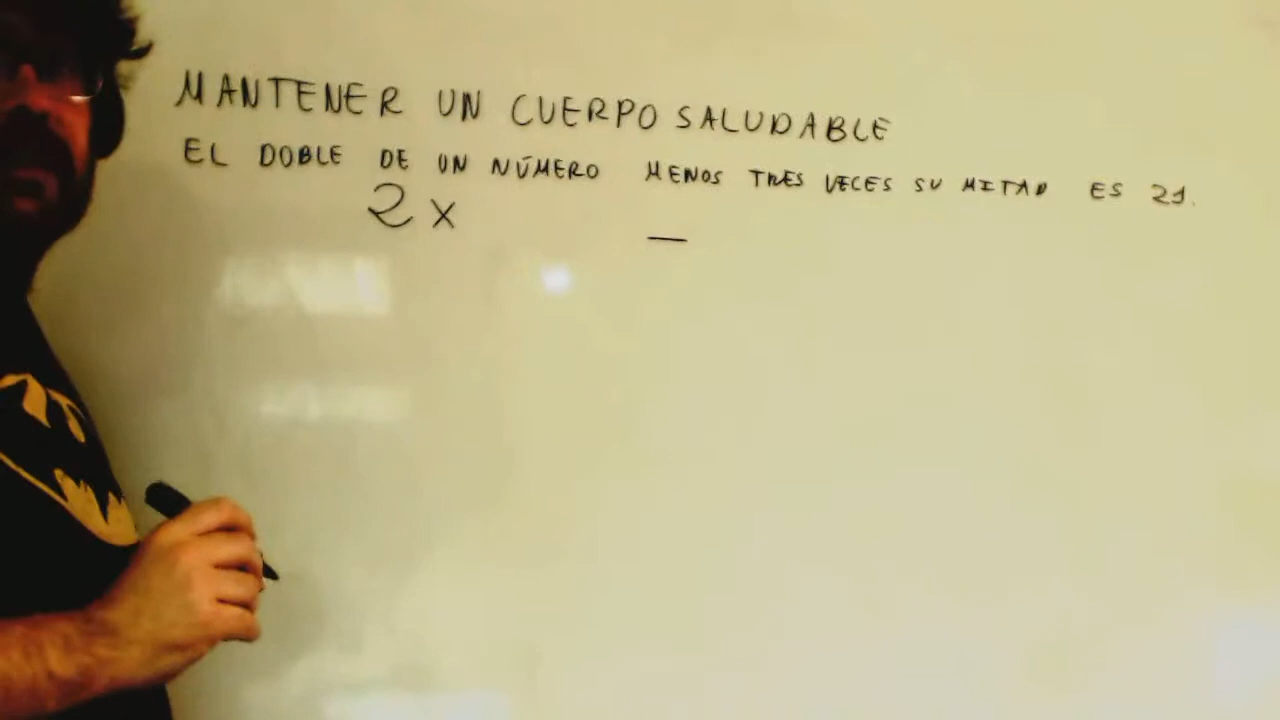 MANTENER UN CUERPO SALUDABLE
EL DOBLE DE UN NÚMERO MENOS TRES VECES SU MITAD ES 21.
2x —